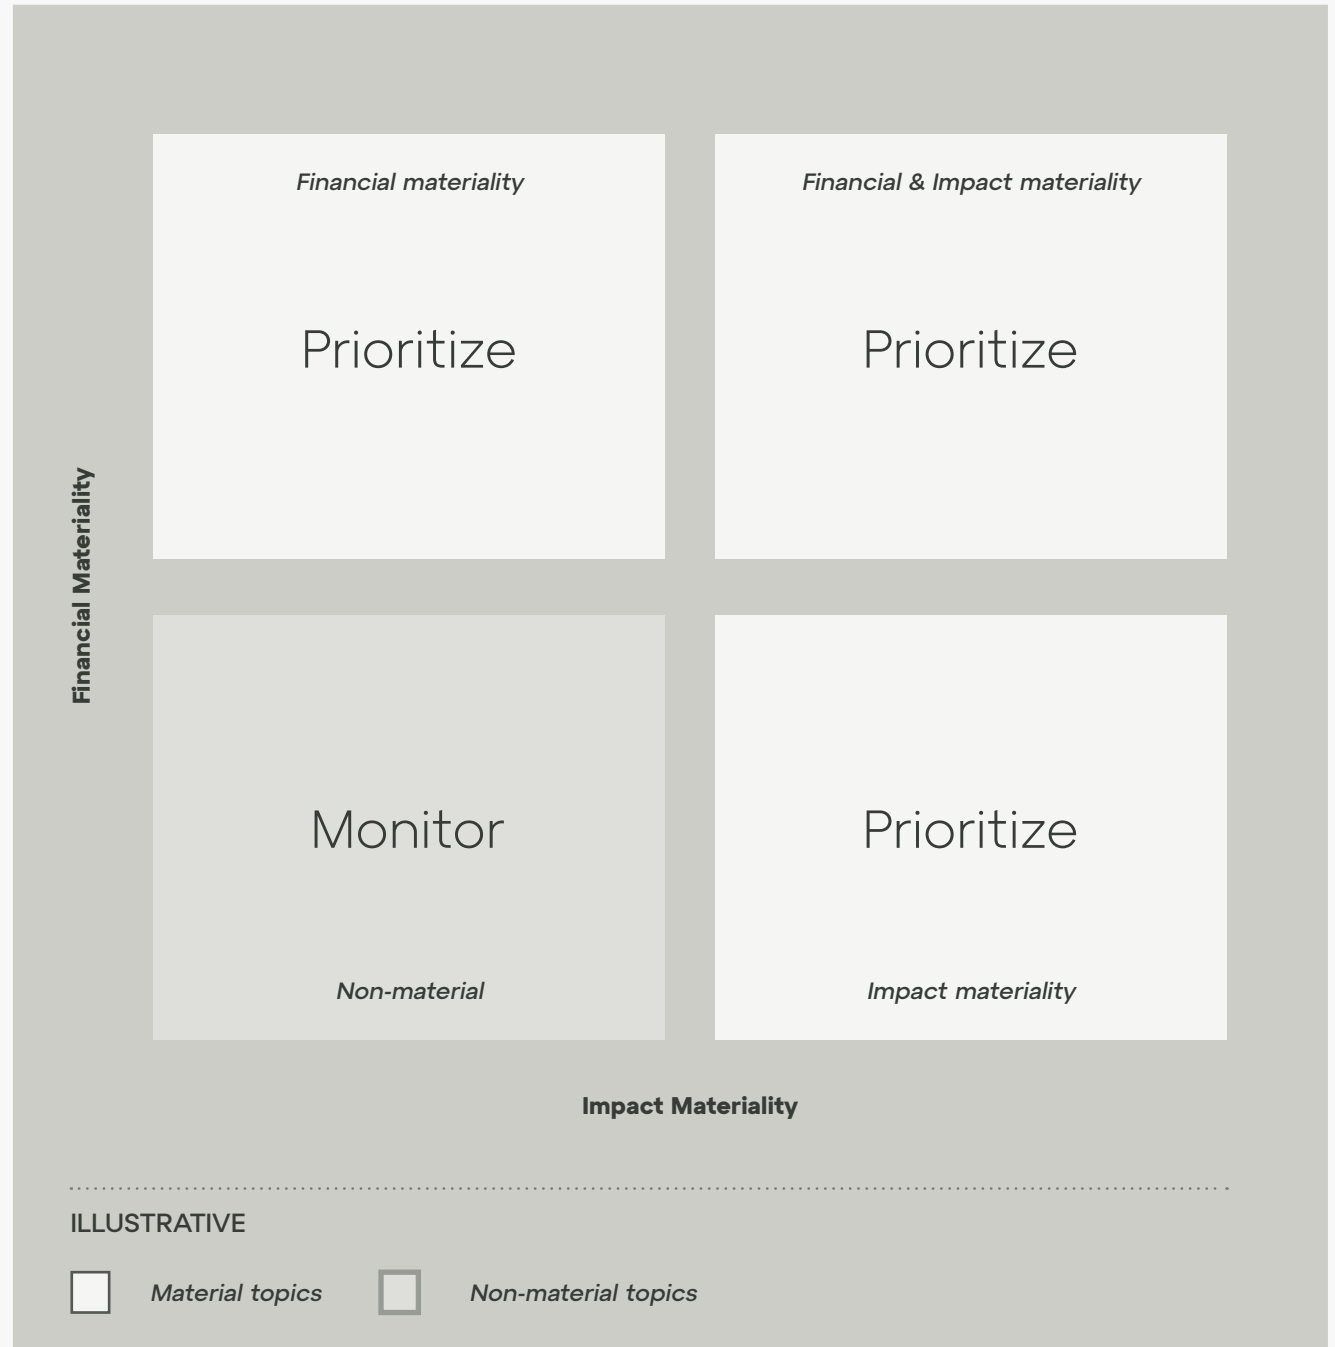 Financial materiality
Financial & Impact materiality
Prioritize
Prioritize
Financial Materiality
Monitor
Prioritize
Non-material
Impact materiality
Impact Materiality
ILLUSTRATIVE
Material topics
Non-material topics